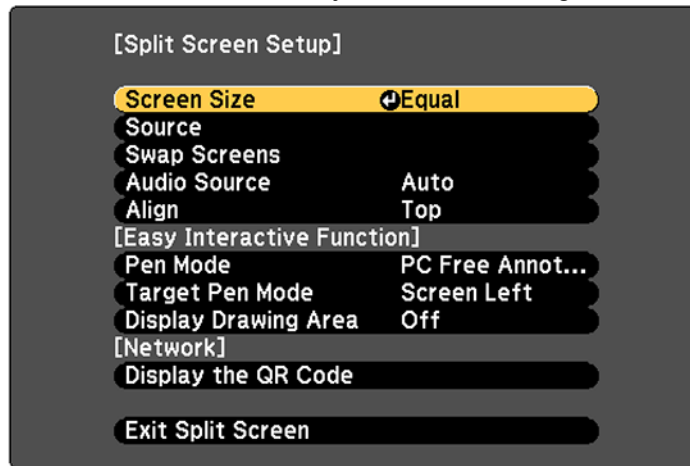 [Split Screen Setup]
Screen Size Equal
Source
Swap Screens
Audio Source Auto
Align Top
[Easy Interactive Function]
Pen Mode PC Free Annot...
Target Pen Mode Screen Left
Display Drawing Area Off
[Network]
Display the QR Code
Exit Split Screen